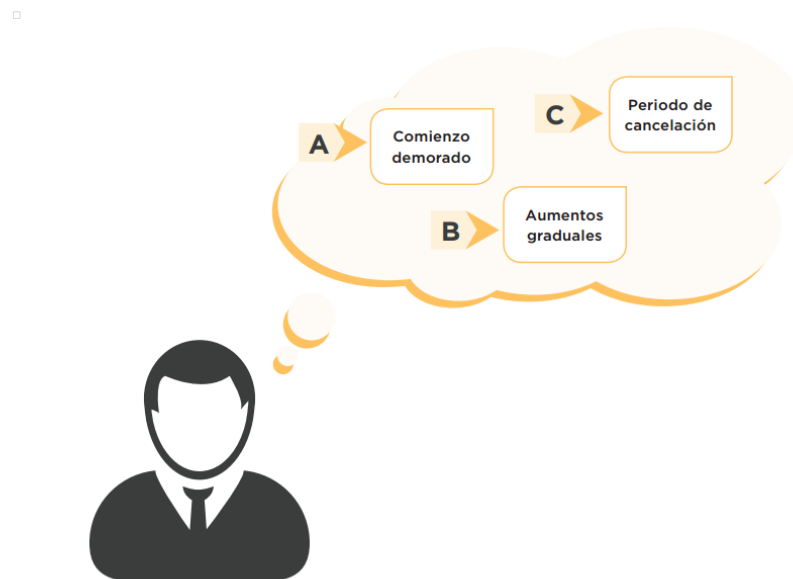 A
Comienzo
demorado
B
Aumentos
graduales
C
Periodo de
cancelación